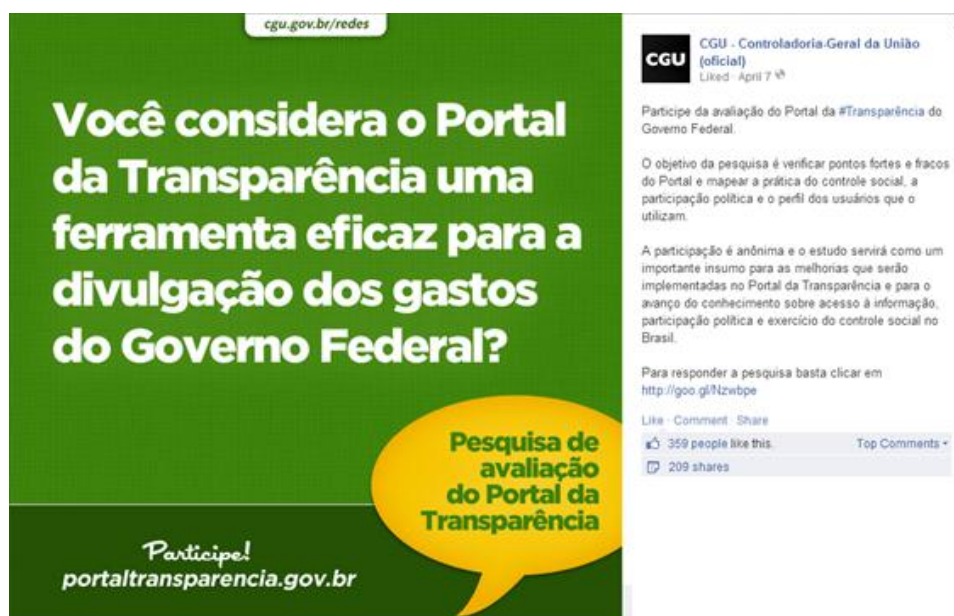 cgu.gov.br/redes
Você considera o Portal
da Transparência uma
ferramenta eficaz para a
divulgação dos gastos
do Governo Federal?
Pesquisa de
avaliação
do Portal da
Transparência
Participe!
portaltransparencia.gov.br
CGU
CGU - Controladoria-Geral da União
(oficial)
Liked · April 7
Participe da avaliação do Portal da #Transparência do
Governo Federal.
O objetivo da pesquisa é verificar pontos fortes e fracos
do Portal e mapear a prática do controle social, a
participação política e o perfil dos usuários que o
utilizam.
A participação é anônima e o estudo servirá como um
importante insumo para as melhorias que serão
implementadas no Portal da Transparência e para o
avanço do conhecimento sobre acesso à informação,
participação política e exercício do controle social no
Brasil.
Para responder a pesquisa basta clicar em
http://goo.gl/Nzwbpe
Like · Comment · Share
359 people like this.
Top Comments
209 shares